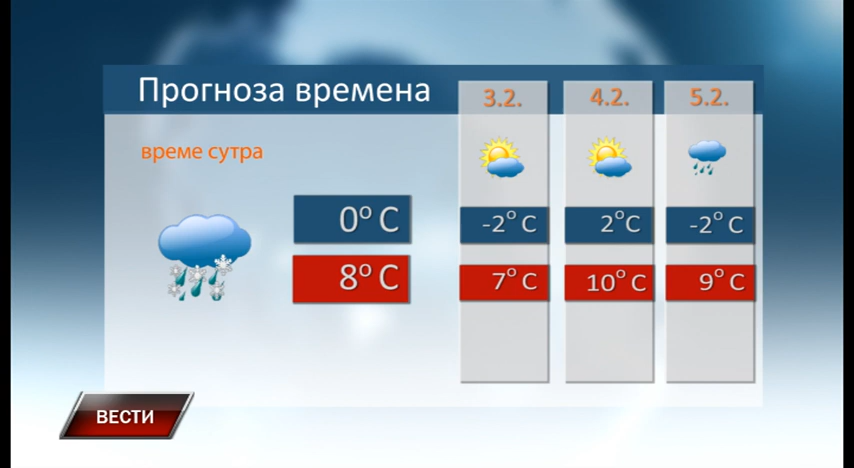 Прогноза времена
време сутра
0° C
8° C
3.2.
-2° C
7° C
4.2.
2°C
10° C
5.2.
-2° C
9° C
ВЕСТИ